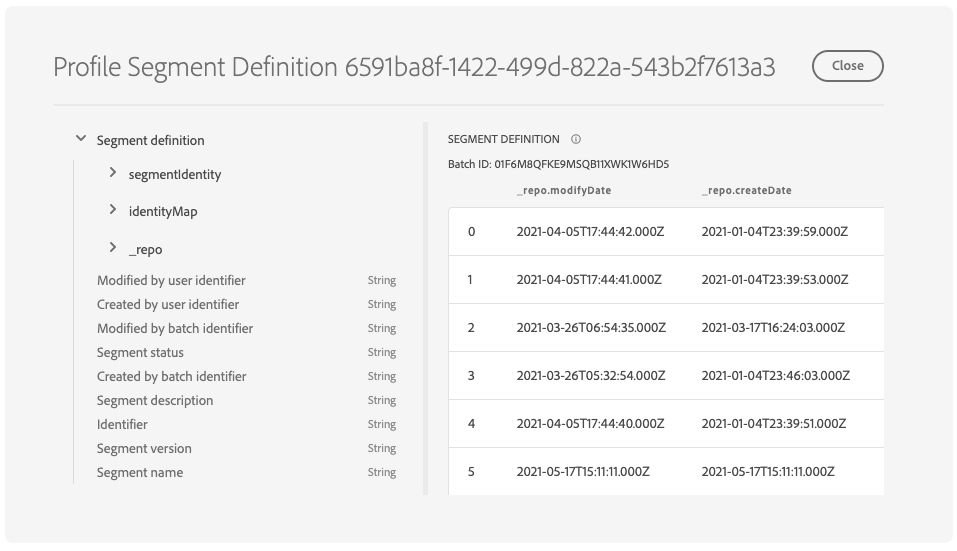 Profile Segment Definition 6591ba8f-1422-499d-822a-543b2f7613a3
Close
Segment definition
segmentIdentity
identityMap
_repo
Modified by user identifier String
Created by user identifier String
Modified by batch identifier String
Segment status String
Created by batch identifier String
Segment description String
Identifier String
Segment version String
Segment name String
SEGMENT DEFINITION
Batch ID: 01F6M8QFKE9MSQB11XWK1W6HDS
_repo.modifyDate _repo.createDate
0 2021-04-05T17:44:42.000Z 2021-01-04T23:39:59.000Z
1 2021-04-05T17:44:41.000Z 2021-01-04T23:39:53.000Z
2 2021-03-26T06:54:35.000Z 2021-03-17T16:24:03.000Z
3 2021-03-26T05:32:54.000Z 2021-01-04T23:46:03.000Z
4 2021-04-05T17:44:40.000Z 2021-01-04T23:39:51.000Z
5 2021-05-17T15:11:11.000Z 2021-05-17T15:11:11.000Z